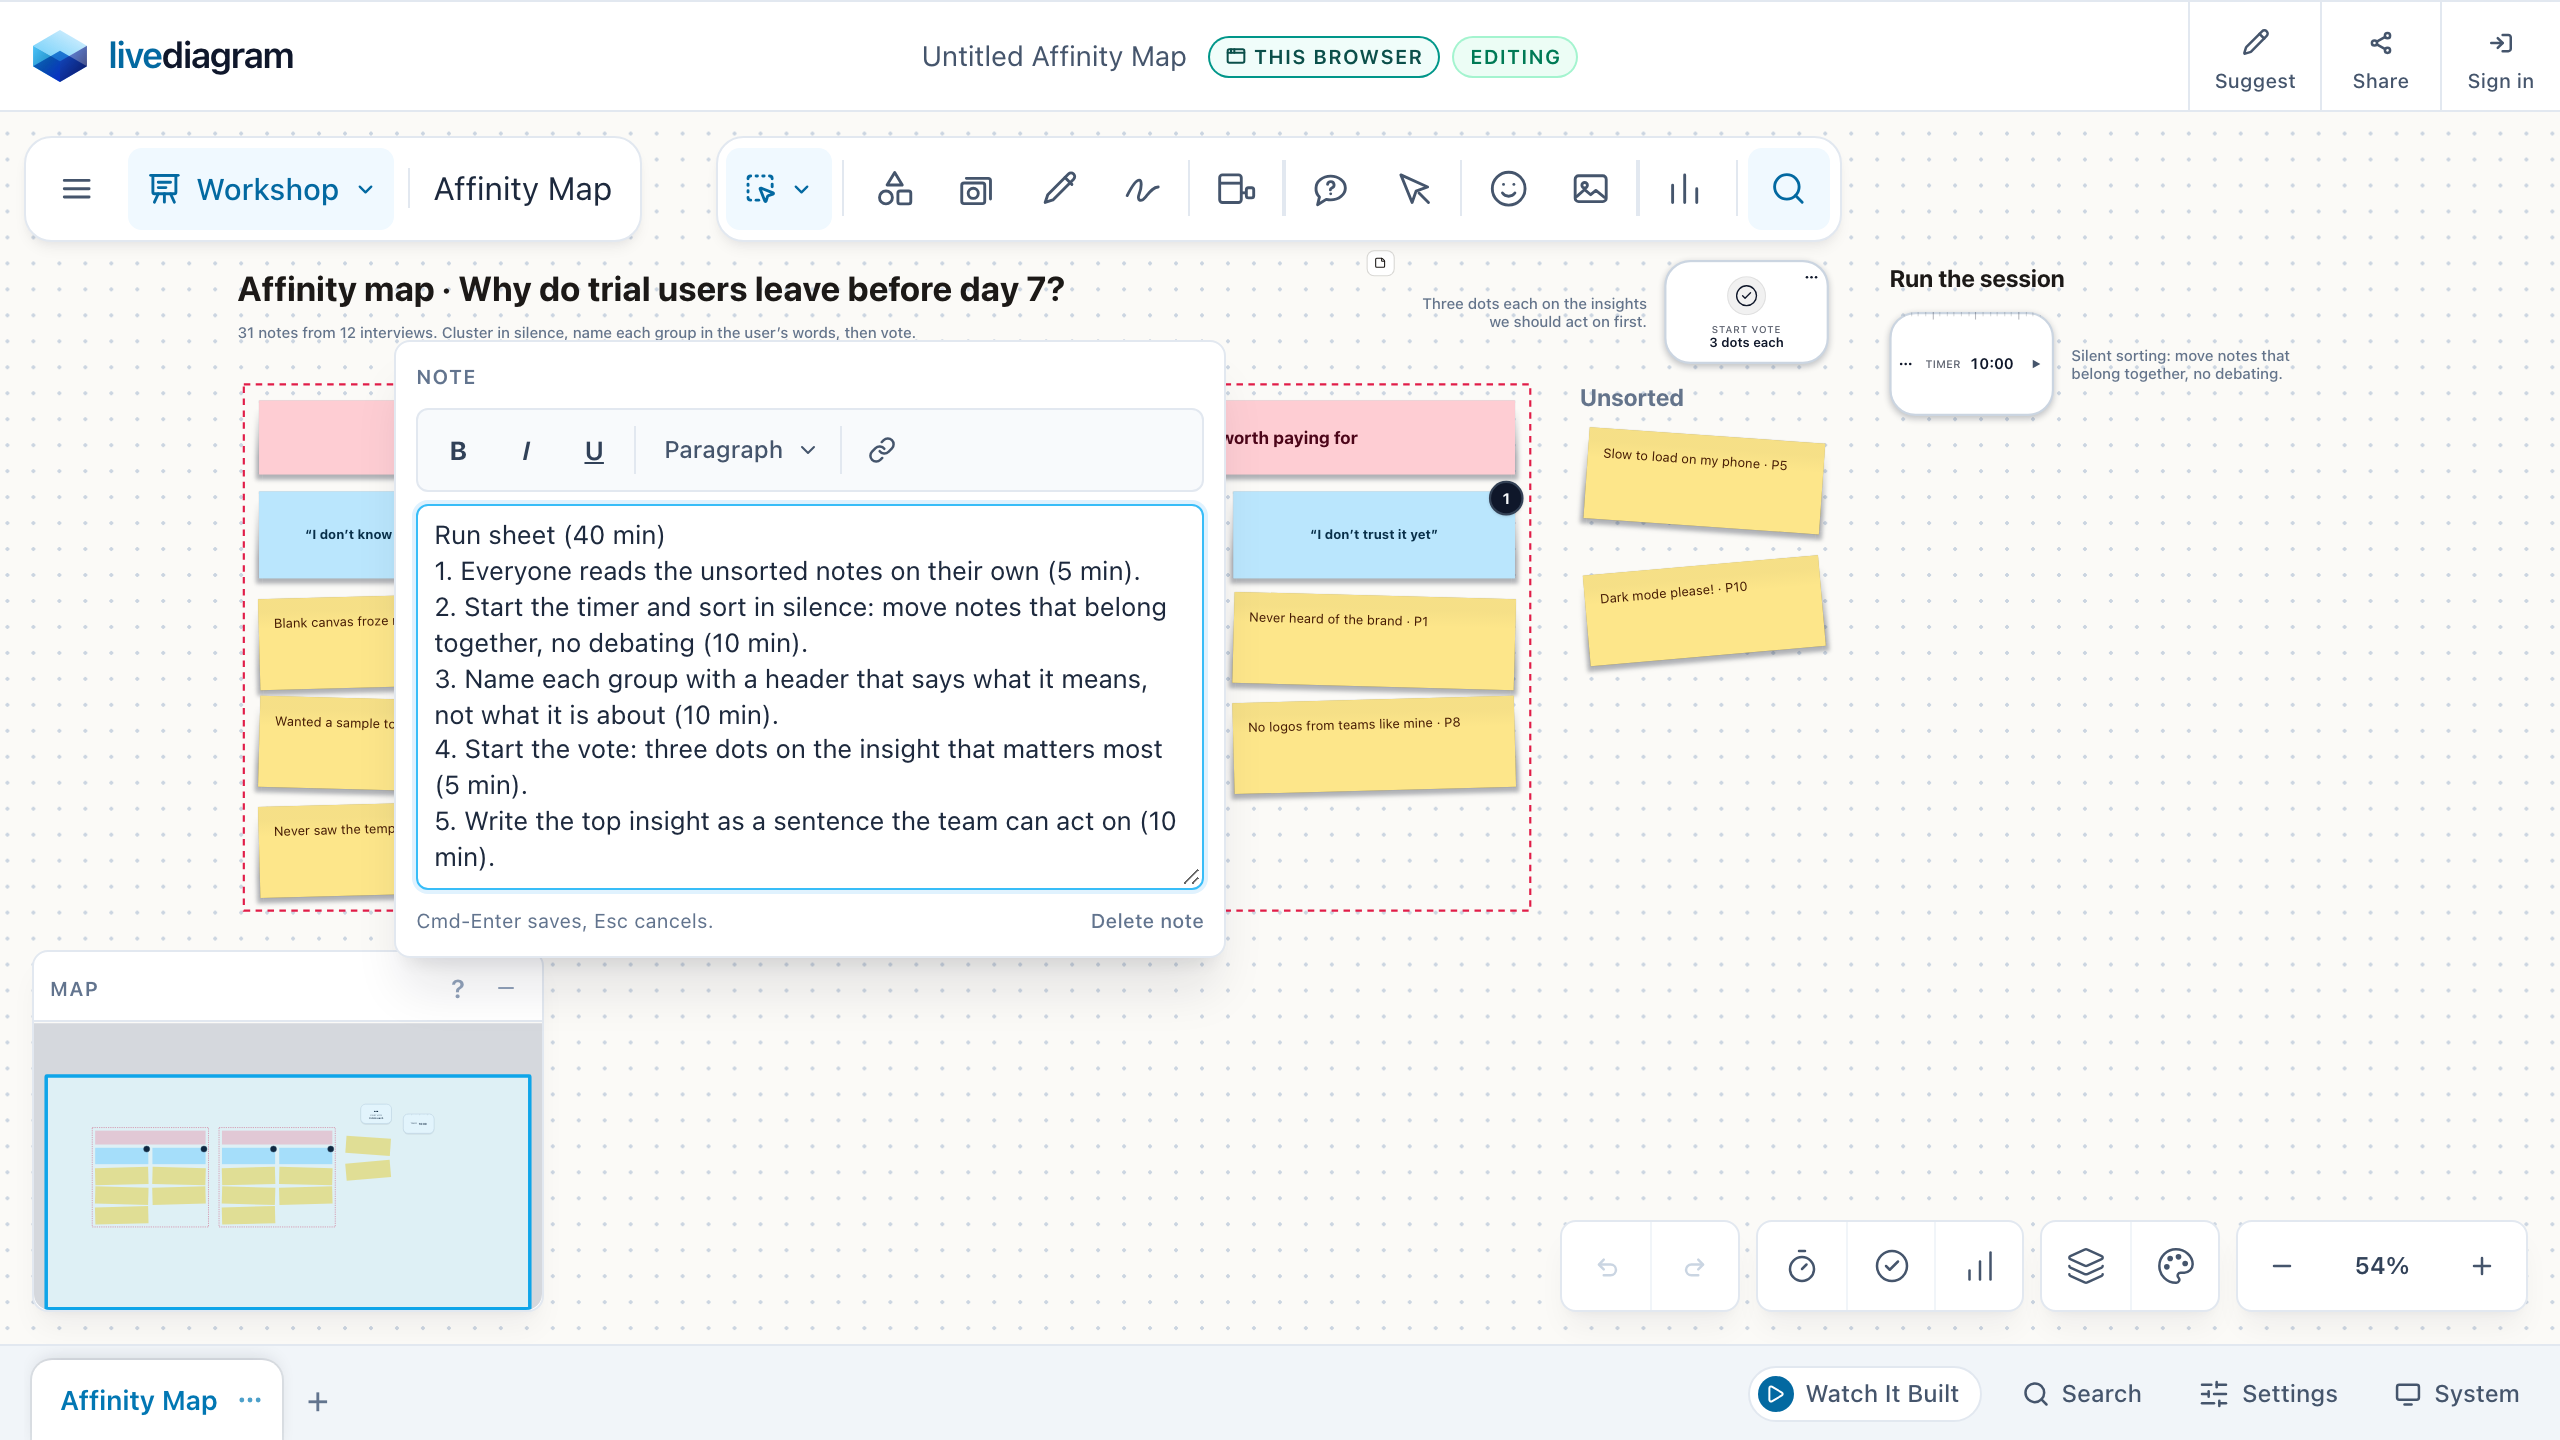 livediagram
Untitled Affinity Map
THIS BROWSER
EDITING
Suggest
Share
Sign in
Workshop
Affinity Map
Affinity map · Why do trial users leave before day 7?
31 notes from 12 interviews. Cluster in silence, name each group in the user's words, then vote.
Three dots each on the insights
we should act on first.
START VOTE
3 dots each
Run the session
TIMER 10:00
Silent sorting: move notes that
belong together, no debating.
NOTE
B I U Paragraph
Run sheet (40 min)
1. Everyone reads the unsorted notes on their own (5 min).
2. Start the timer and sort in silence: move notes that belong
together, no debating (10 min).
3. Name each group with a header that says what it means,
not what it is about (10 min).
4. Start the vote: three dots on the insight that matters most
(5 min).
5. Write the top insight as a sentence the team can act on (10
min).
Cmd-Enter saves, Esc cancels.
Delete note
“I don’t know
Blank canvas froze
Wanted a sample to
Never saw the temp
worth paying for
1
“I don’t trust it yet”
Never heard of the brand · P1
No logos from teams like mine · P8
Unsorted
Slow to load on my phone · P5
Dark mode please! · P10
MAP
?
54%
Affinity Map
Watch It Built
Search
Settings
System